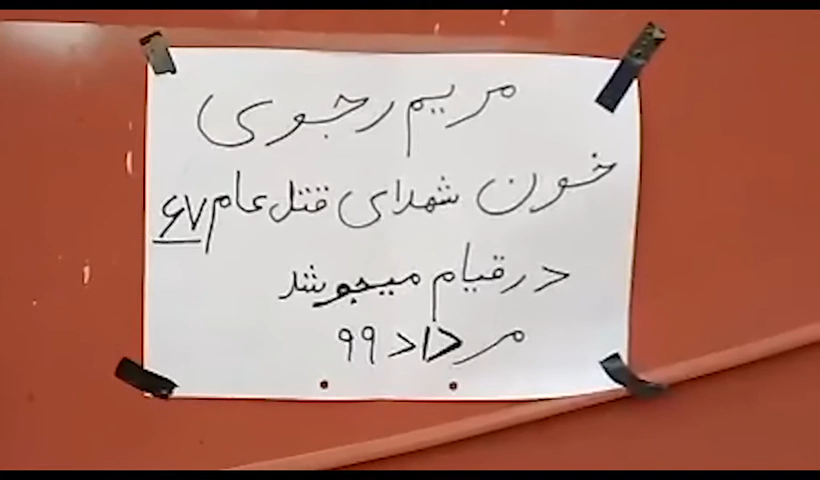 مریم رجوی
خون شهدای قتل عام ۶۷
در قیام میجوشد
مرداد ۹۹